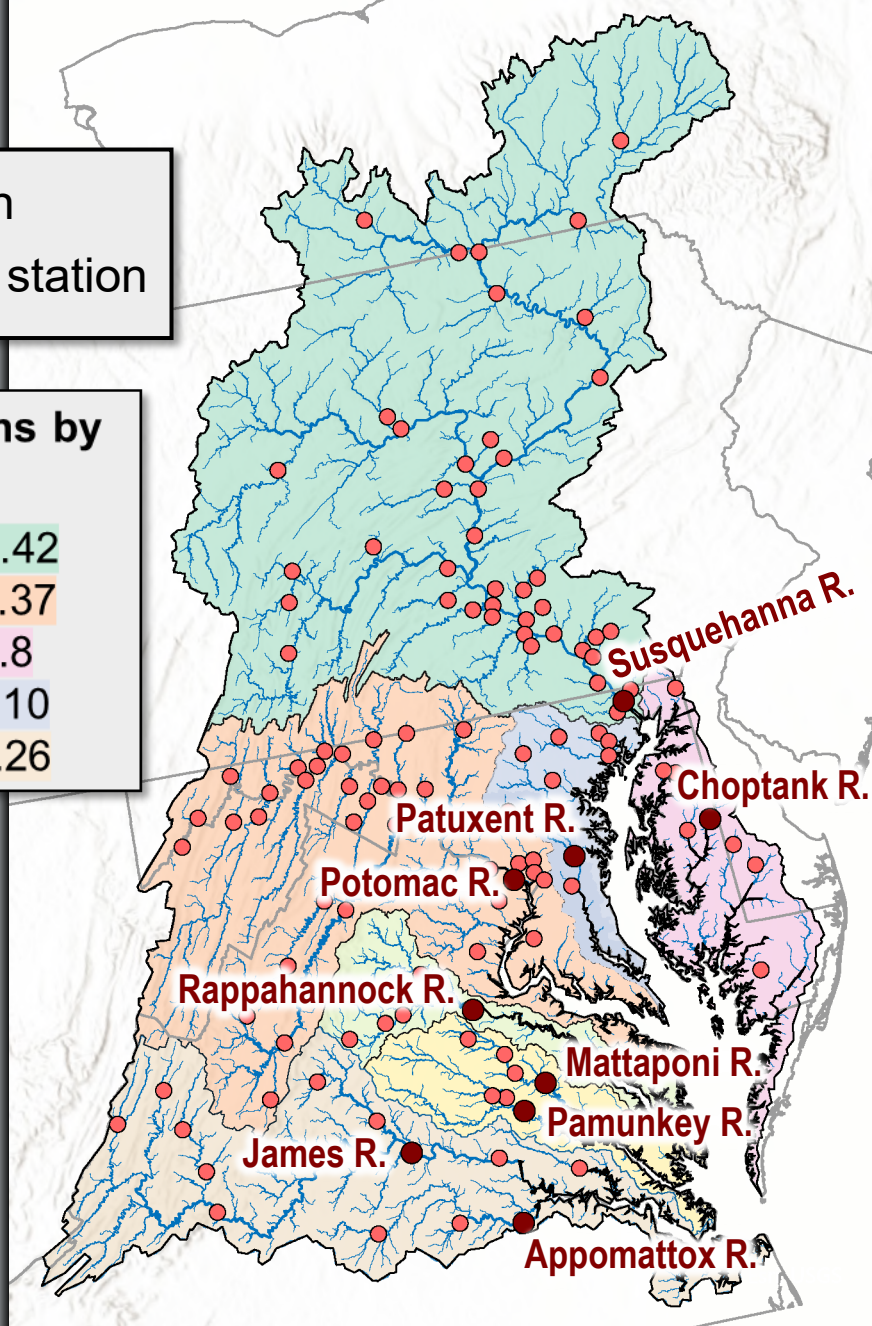 n
station
ns by
.42
.37
.8
10
.26
Susquehanna R.
Choptank R.
Patuxent R.
Potomac R.
Rappahannock R.
Mattaponi R.
Pamunkey R.
James R.
Appomattox R.